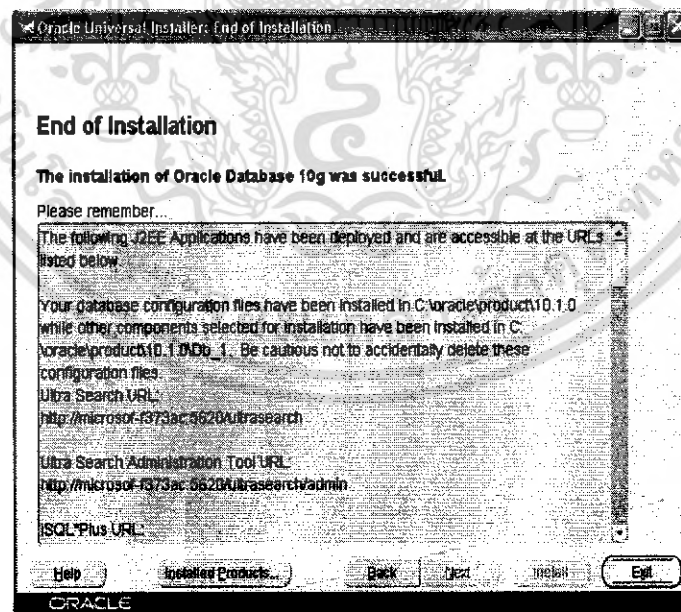 Oracle Universal Installer: End of Installation
End of Installation
The installation of Oracle Database 10g was successful.
Please remember...
The following J2EE Applications have been deployed and are accessible at the URLs
listed below.
Your database configuration files have been installed in C:\oracle\product\10.1.0
while other components selected for installation have been installed in C:
\oracle\product\10.1.0\Db_1. Be cautious not to accidentally delete these
configuration files.
Ultra Search URL:
http://microsof-f373ac:5620/ultrasearch
Ultra Search Administration Tool URL:
http://microsof-f373ac:5620/ultrasearch/admin
iSQL*Plus URL:
Help Installed Products... Back Next Install Exit
ORACLE